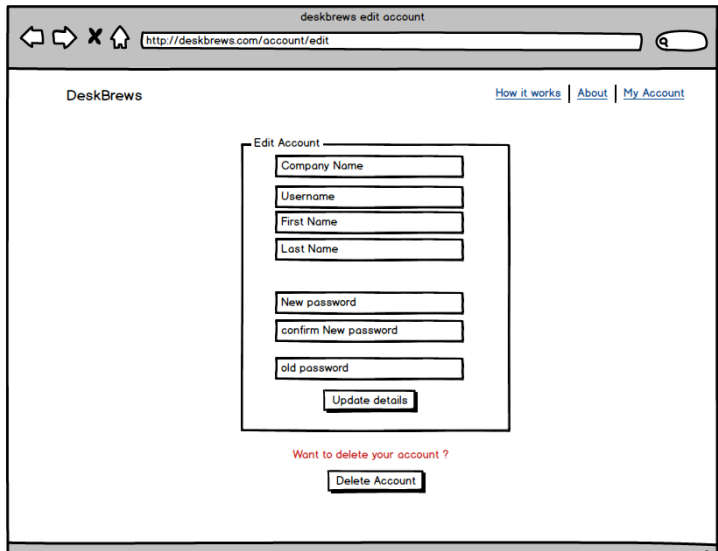 deskbrews edit account
http://deskbrews.com/account/edit
DeskBrews
How it works | About | My Account
Edit Account
Company Name
Username
First Name
Last Name
New password
confirm New password
old password
Update details
Want to delete your account ?
Delete Account